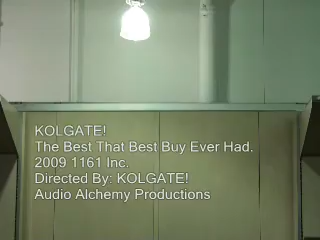 KOLGATE!
The Best That Best Buy Ever Had.
2009 1161 Inc.
Directed By: KOLGATE!
Audio Alchemy Productions